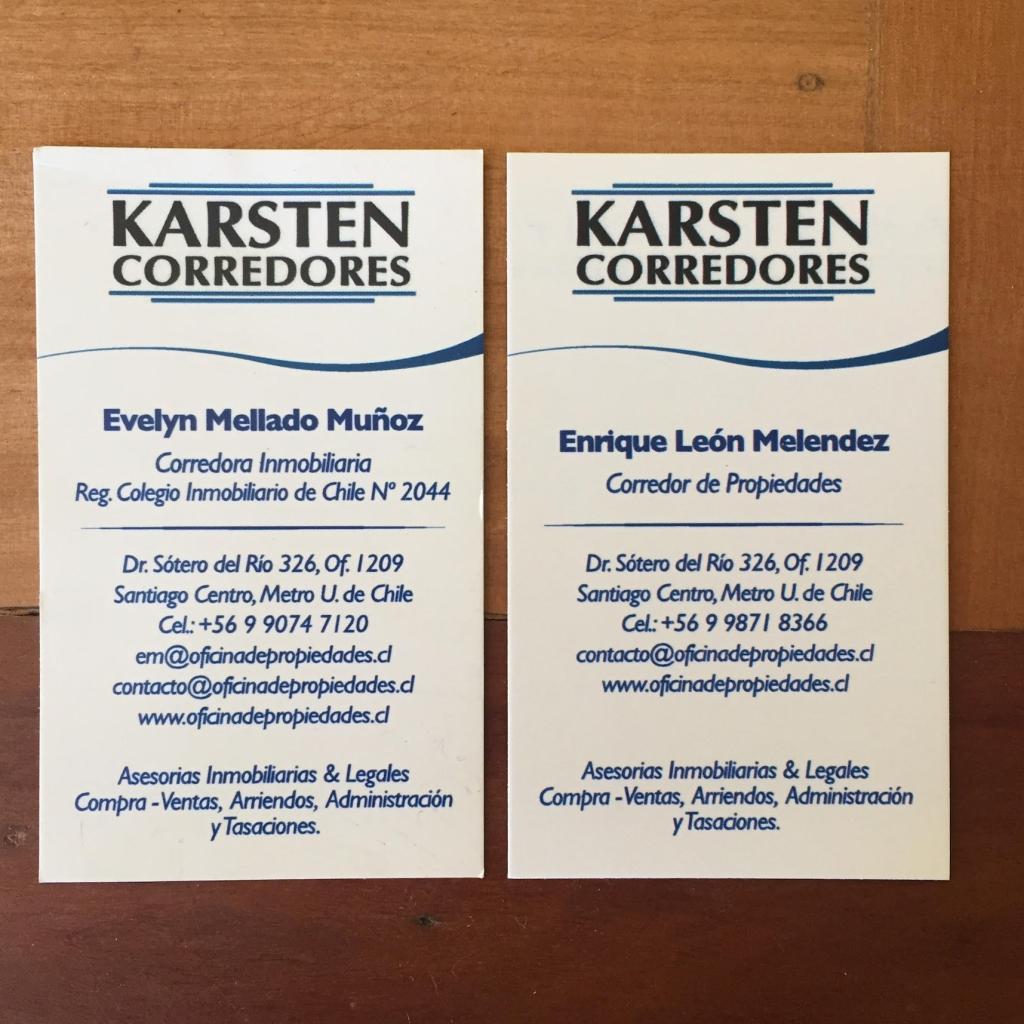 KARSTEN
CORREDORES
Evelyn Mellado Muñoz
Corredora Inmobiliaria
Reg. Colegio Inmobiliario de Chile Nº 2044
Dr. Sótero del Río 326, Of. 1209
Santiago Centro, Metro U. de Chile
Cel.: +56 9 9074 7120
em@oficinadepropiedades.cl
contacto@oficinadepropiedades.cl
www.oficinadepropiedades.cl
Asesorias Inmobiliarias & Legales
Compra - Ventas, Arriendos, Administración
y Tasaciones.
KARSTEN
CORREDORES
Enrique León Melendez
Corredor de Propiedades
Dr. Sótero del Río 326, Of. 1209
Santiago Centro, Metro U. de Chile
Cel.: +56 9 9871 8366
contacto@oficinadepropiedades.cl
www.oficinadepropiedades.cl
Asesorias Inmobiliarias & Legales
Compra - Ventas, Arriendos, Administración
y Tasaciones.